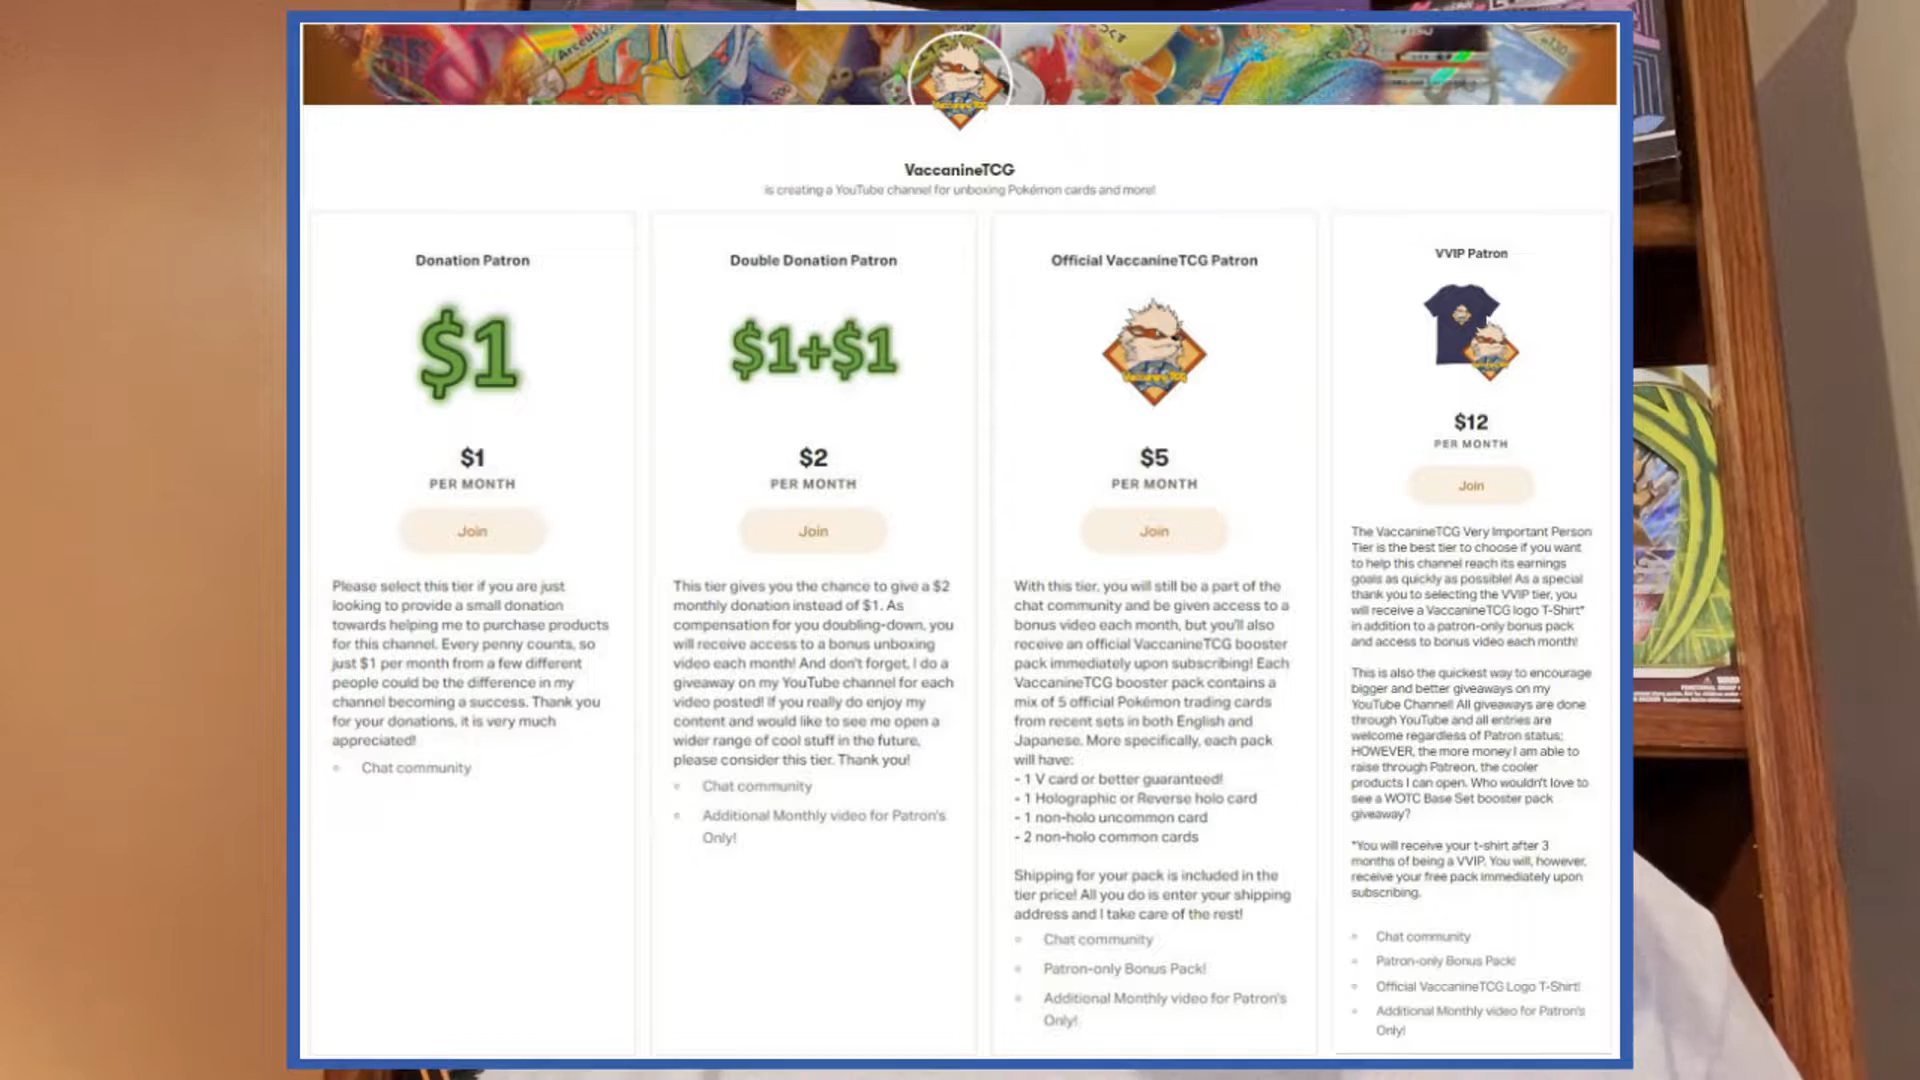 Arceus
200
VaccanineTCG
VaccanineTCG
is creating a YouTube channel for unboxing Pokémon cards and more!
Donation Patron
$1
$1
PER MONTH
Join
Please select this tier if you are just
looking to provide a small donation
towards helping me to purchase products
for this channel. Every penny counts, so
just $1 per month from a few different
people could be the difference in my
channel becoming a success. Thank you
for your donations, it is very much
appreciated!
Chat community
Double Donation Patron
$1+$1
$2
PER MONTH
Join
This tier gives you the chance to give a $2
monthly donation instead of $1. As
compensation for you doubling-down, you
will receive access to a bonus unboxing
video each month! And don't forget, I do a
giveaway on my YouTube channel for each
video posted! If you really do enjoy my
content and would like to see me open a
wider range of cool stuff in the future,
please consider this tier. Thank you!
Chat community
Additional Monthly video for Patron's
Only!
Official VaccanineTCG Patron
VaccanineTCG
$5
PER MONTH
Join
With this tier, you will still be a part of the
chat community and be given access to a
bonus video each month, but you'll also
receive an official VaccanineTCG booster
pack immediately upon subscribing! Each
VaccanineTCG booster pack contains a
mix of 5 official Pokémon trading cards
from recent sets in both English and
Japanese. More specifically, each pack
will have:
- 1 V card or better guaranteed!
- 1 Holographic or Reverse holo card
- 1 non-holo uncommon card
- 2 non-holo common cards
Shipping for your pack is included in the
tier price! All you do is enter your shipping
address and I take care of the rest!
Chat community
Patron-only Bonus Pack!
Additional Monthly video for Patron's
Only!
VVIP Patron
$12
PER MONTH
Join
The VaccanineTCG Very Important Person
Tier is the best tier to choose if you want
to help this channel reach its earnings
goals as quickly as possible! As a special
thank you to selecting the VVIP tier, you
will receive a VaccanineTCG logo T-Shirt*
in addition to a patron-only bonus pack
and access to bonus video each month!
This is also the quickest way to encourage
bigger and better giveaways on my
YouTube Channel! All giveaways are done
through YouTube and all entries are
welcome regardless of Patron status;
HOWEVER, the more money I am able to
raise through Patreon, the cooler
products I can open. Who wouldn't love to
see a WOTC Base Set booster pack
giveaway?
*You will receive your t-shirt after 3
months of being a VVIP. You will, however,
receive your free pack immediately upon
subscribing.
Chat community
Patron-only Bonus Pack!
Official VaccanineTCG Logo T-Shirt!
Additional Monthly video for Patron's
Only!